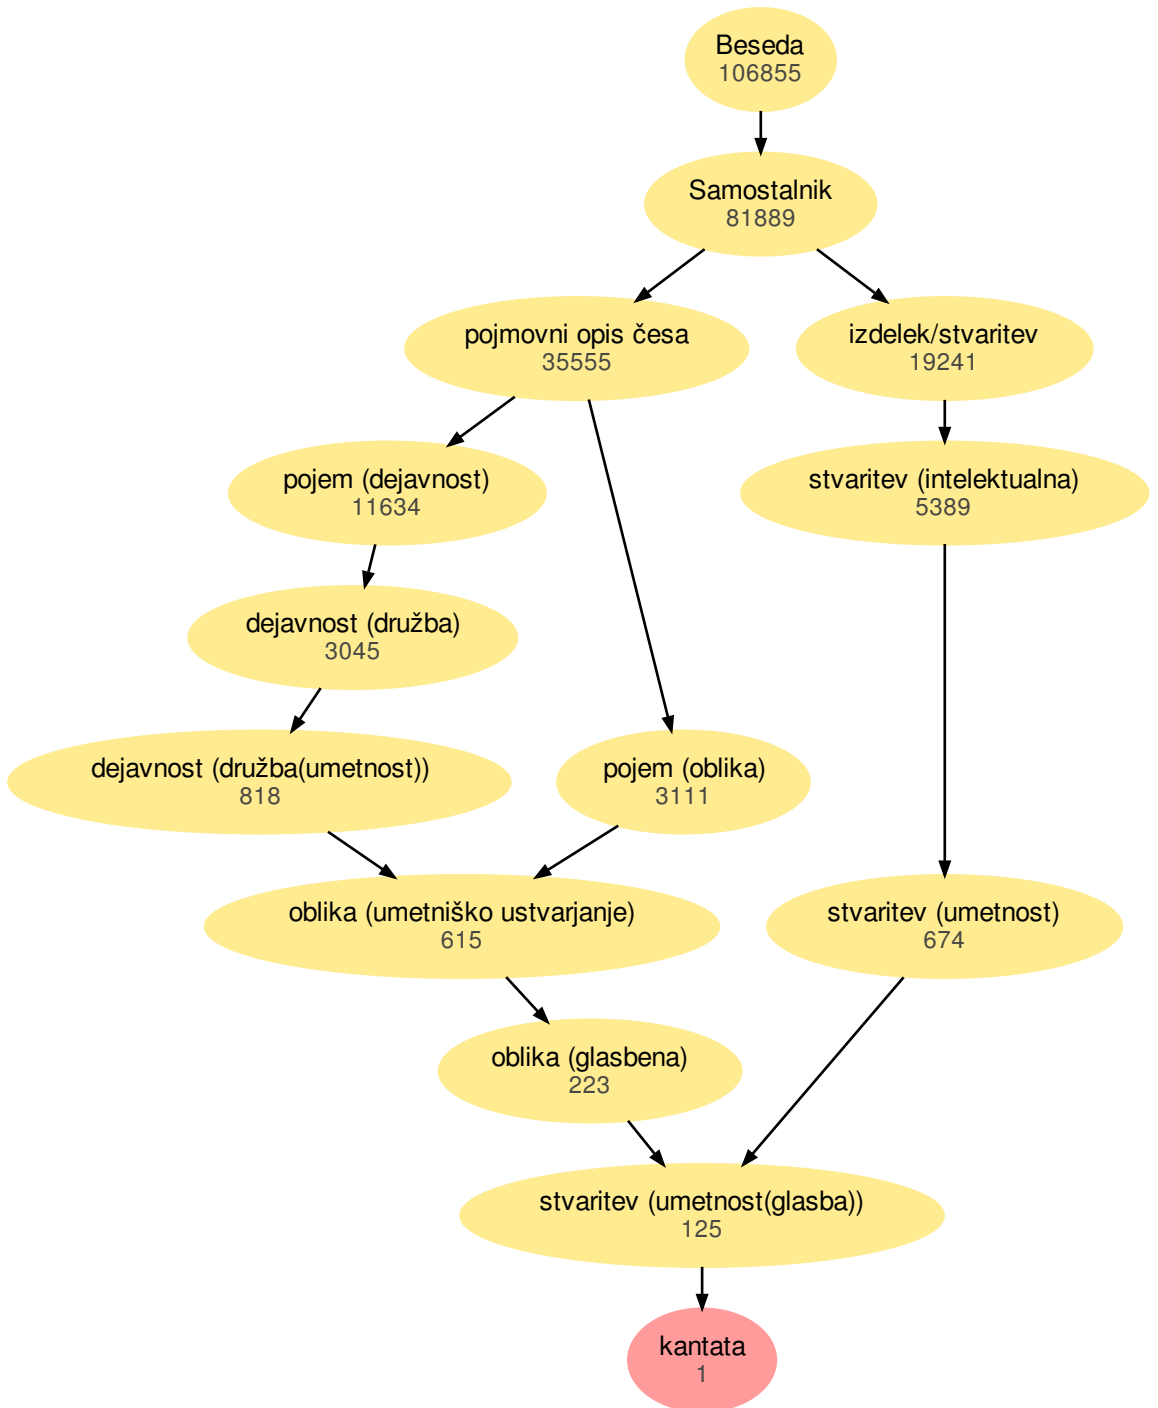 Beseda
106855
Samostalnik
81889
pojmovni opis česa
35555
izdelek/stvaritev
19241
pojem (dejavnost)
11634
stvaritev (intelektualna)
5389
dejavnost (družba)
3045
dejavnost (družba(umetnost))
818
pojem (oblika)
3111
oblika (umetniško ustvarjanje)
615
stvaritev (umetnost)
674
oblika (glasbena)
223
stvaritev (umetnost(glasba))
125
kantata
1